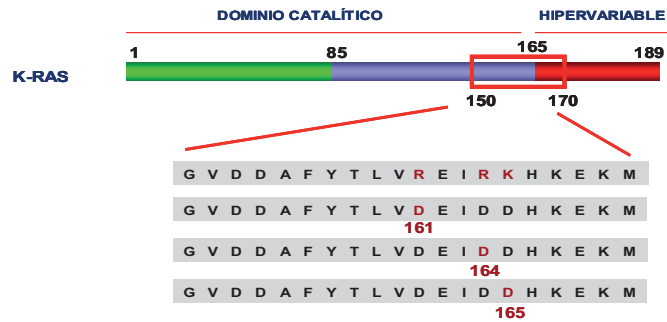 DOMINIO CATALÍTICO HIPERVARIABLE
1 85 165 189
K-RAS
150 170
G V D D A F Y T L V R E I R K H K E K M
G V D D A F Y T L V D E I D D H K E K M
161
G V D D A F Y T L V D E I D D H K E K M
164
G V D D A F Y T L V D E I D D H K E K M
165